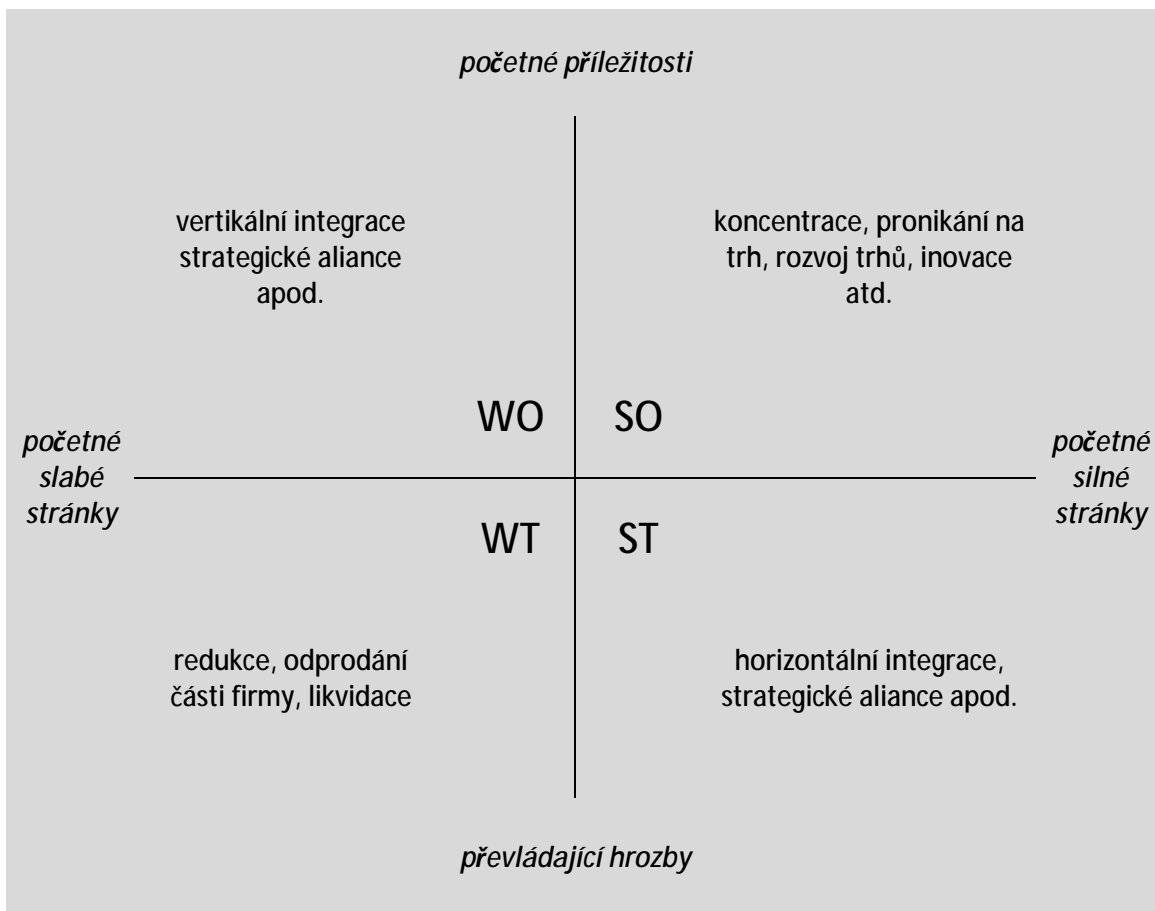 početné příležitosti
vertikální integrace
strategické aliance
apod.
koncentrace, pronikání na
trh, rozvoj trhů, inovace
atd.
WO
SO
početné
slabé
stránky
početné
silné
stránky
WT
ST
redukce, odprodání
části firmy, likvidace
horizontální integrace,
strategické aliance apod.
převládající hrozby